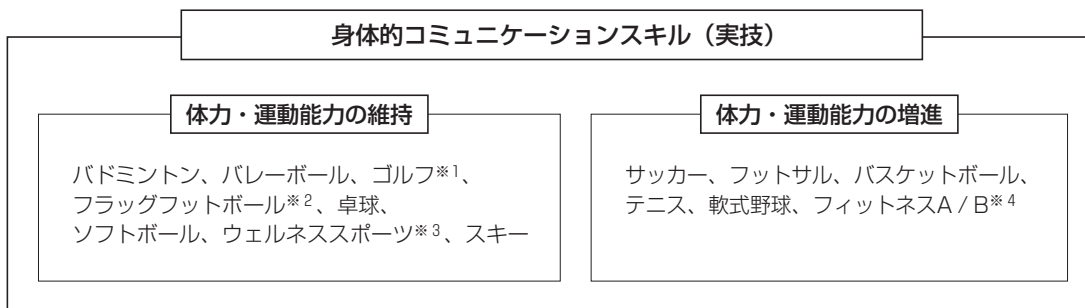 身体的コミュニケーションスキル（実技）
体力・運動能力の維持
バドミントン、バレーボール、ゴルフ※1、
フラッグフットボール※2、卓球、
ソフトボール、ウェルネススポーツ※3、スキー
体力・運動能力の増進
サッカー、フットサル、バスケットボール、
テニス、軟式野球、フィットネスA / B※4